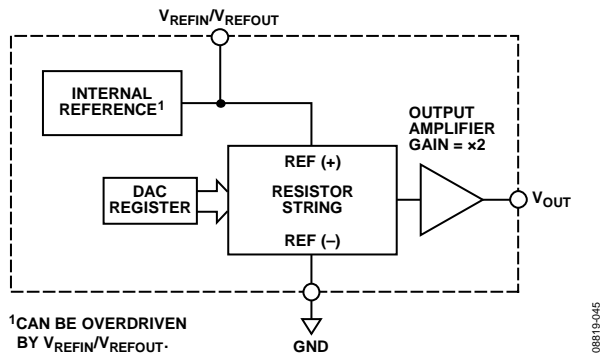 VREFIN/VREFOUT
INTERNAL
REFERENCE1
OUTPUT
AMPLIFIER
GAIN = ×2
REF (+)
DAC
REGISTER
RESISTOR
STRING
REF (–)
VOUT
GND
1CAN BE OVERDRIVEN
BY VREFIN/VREFOUT.
08819-045